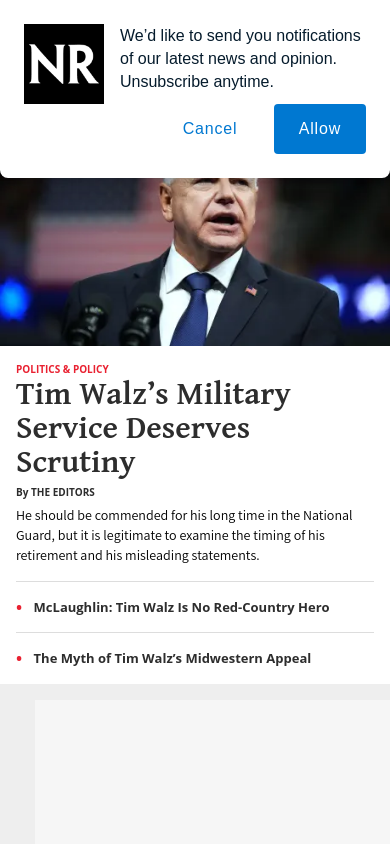 NR
We’d like to send you notifications
of our latest news and opinion.
Unsubscribe anytime.
Cancel
Allow
POLITICS & POLICY
Tim Walz’s Military
Service Deserves
Scrutiny
By THE EDITORS
He should be commended for his long time in the National
Guard, but it is legitimate to examine the timing of his
retirement and his misleading statements.
• McLaughlin: Tim Walz Is No Red-Country Hero
• The Myth of Tim Walz’s Midwestern Appeal